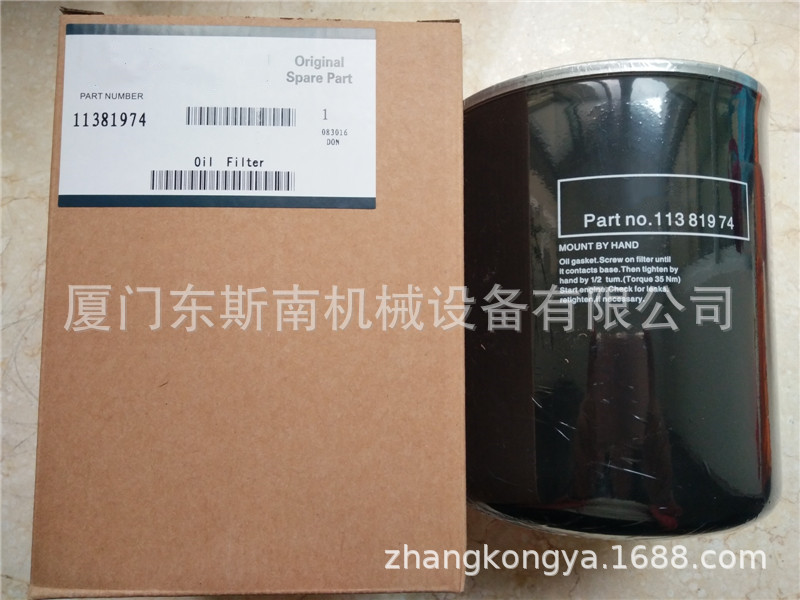 Original
Spare Part
PART NUMBER
11381974
1
083016
DON
Oil Filter
Part no.113 819 74
MOUNT BY HAND
Oil gasket.Screw on filter until
it contacts base.Then tighten by
hand by 1/2 turn.(Torque 35 Nm)
Start engine.Check for leaks,
retighten,if necessary.
厦门东斯南机械设备有限公司
zhangkongya.1688.com